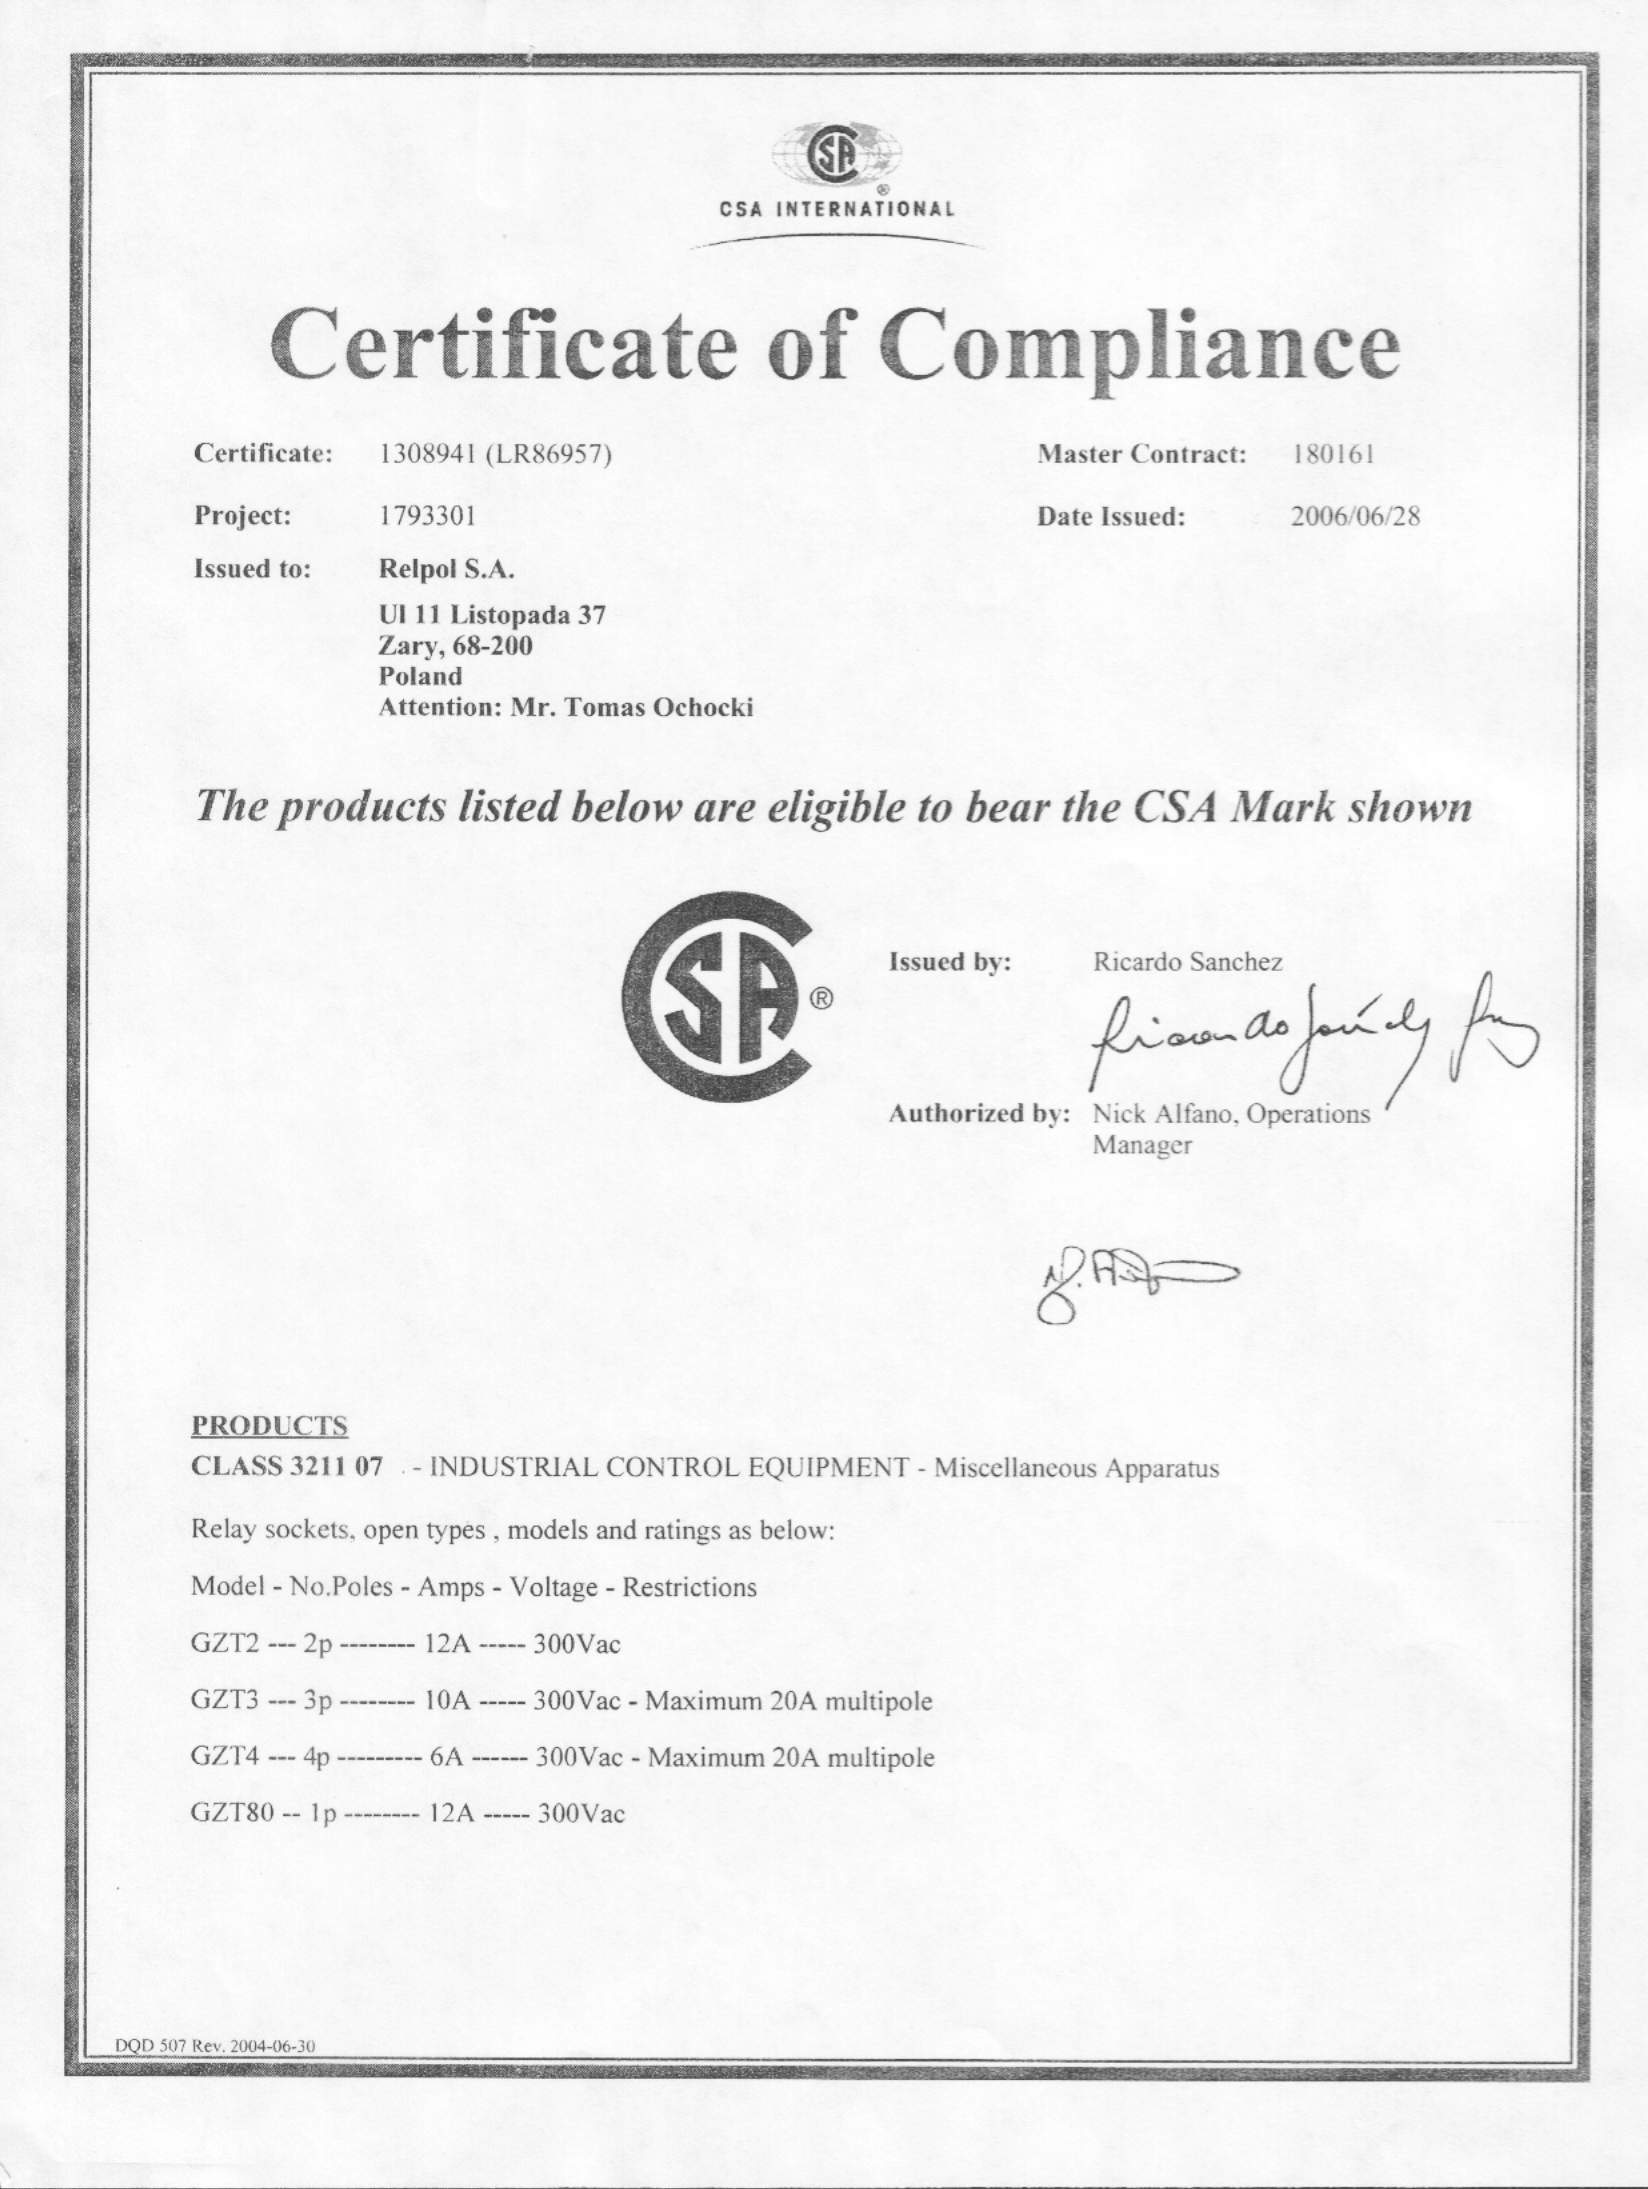 CSA
®
CSA INTERNATIONAL
Certificate of Compliance
Certificate: 1308941 (LR86957) Master Contract: 180161
Project: 1793301 Date Issued: 2006/06/28
Issued to: Relpol S.A.
Ul 11 Listopada 37
Zary, 68-200
Poland
Attention: Mr. Tomas Ochocki
The products listed below are eligible to bear the CSA Mark shown
CSA ®
Issued by: Ricardo Sanchez
Authorized by: Nick Alfano, Operations
Manager
PRODUCTS
CLASS 3211 07 . - INDUSTRIAL CONTROL EQUIPMENT - Miscellaneous Apparatus
Relay sockets, open types , models and ratings as below:
Model - No.Poles - Amps - Voltage - Restrictions
GZT2 --- 2p -------- 12A ----- 300Vac
GZT3 --- 3p -------- 10A ----- 300Vac - Maximum 20A multipole
GZT4 --- 4p --------- 6A ------ 300Vac - Maximum 20A multipole
GZT80 -- 1p -------- 12A ----- 300Vac
DQD 507 Rev. 2004-06-30